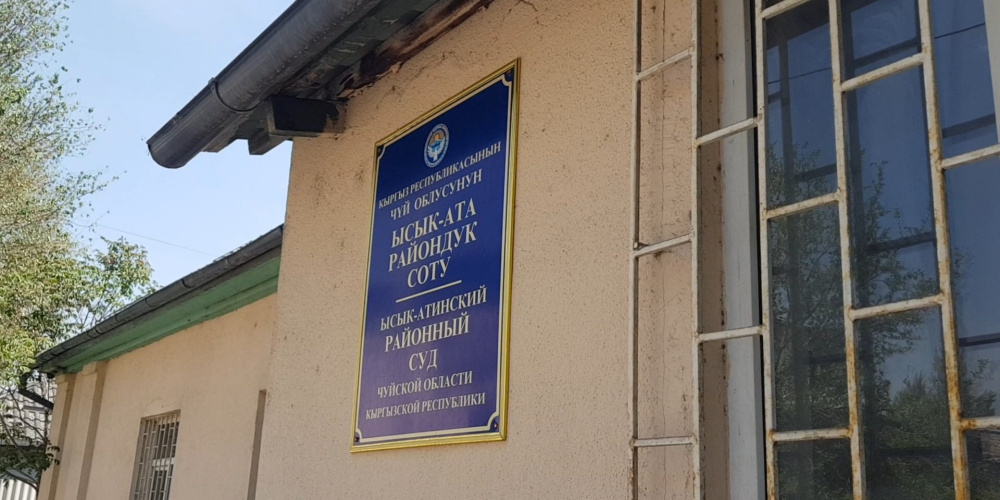 КЫРГЫЗ РЕСПУБЛИКАСЫНЫН
ЧҮЙ ОБЛУСУНУН
ЫСЫК-АТА
РАЙОНДУК
СОТУ
ЫСЫК-АТИНСКИЙ
РАЙОННЫЙ
СУД
ЧУЙСКОЙ ОБЛАСТИ
КЫРГЫЗСКОЙ РЕСПУБЛИКИ